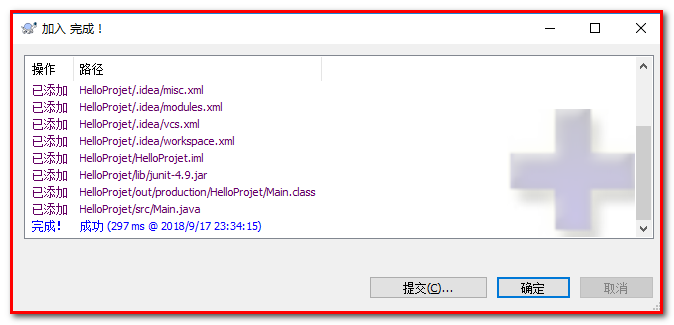 加入 完成！
操作 路径
已添加 HelloProjet/.idea/misc.xml
已添加 HelloProjet/.idea/modules.xml
已添加 HelloProjet/.idea/vcs.xml
已添加 HelloProjet/.idea/workspace.xml
已添加 HelloProjet/HelloProjet.iml
已添加 HelloProjet/lib/junit-4.9.jar
已添加 HelloProjet/out/production/HelloProjet/Main.class
已添加 HelloProjet/src/Main.java
完成！ 成功 (297 ms @ 2018/9/17 23:34:15)
提交(C)... 确定 取消